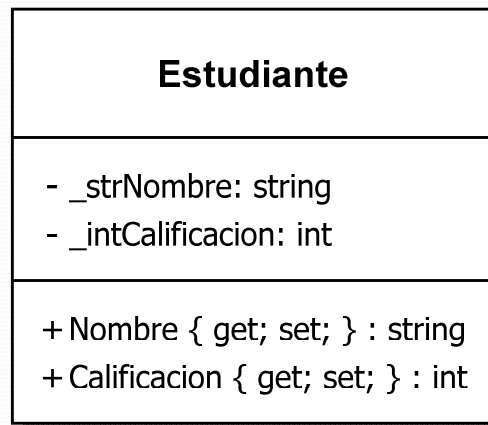 Estudiante
- _strNombre: string
- _intCalificacion: int
+ Nombre { get; set; } : string
+ Calificacion { get; set; } : int